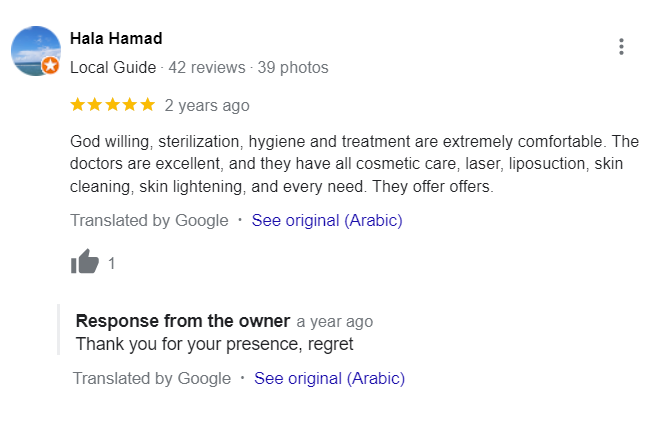 Hala Hamad
Local Guide · 42 reviews · 39 photos
2 years ago
God willing, sterilization, hygiene and treatment are extremely comfortable. The
doctors are excellent, and they have all cosmetic care, laser, liposuction, skin
cleaning, skin lightening, and every need. They offer offers.
Translated by Google · See original (Arabic)
1
Response from the owner a year ago
Thank you for your presence, regret
Translated by Google · See original (Arabic)